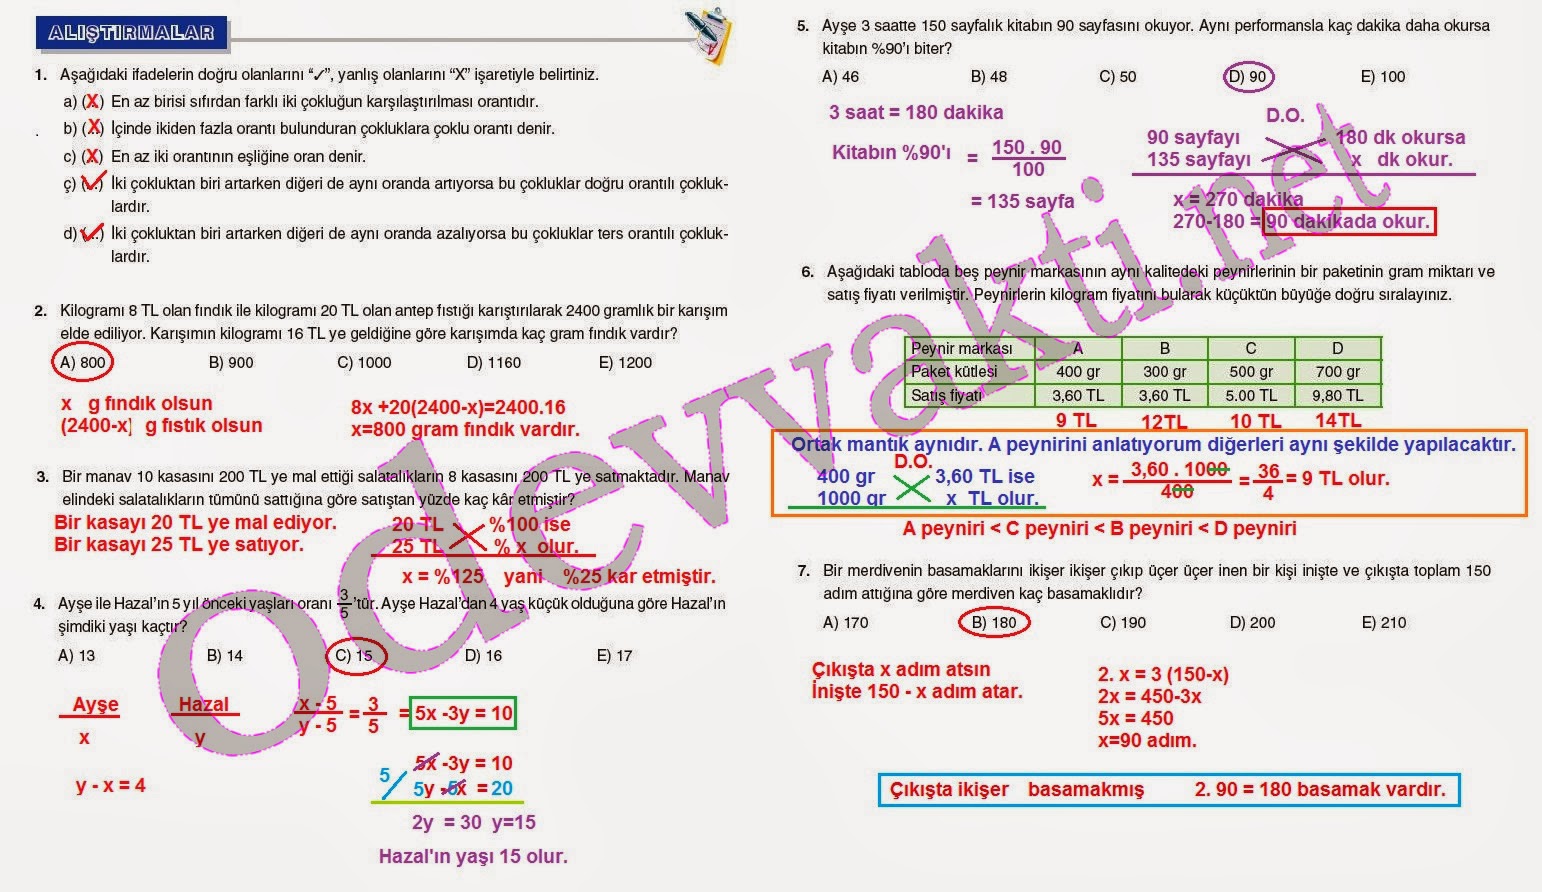 ALIŞTIRMALAR
1. Aşağıdaki ifadelerin doğru olanlarını “✓”, yanlış olanlarını “X” işaretiyle belirtiniz.
a) (X) En az birisi sıfırdan farklı iki çokluğun karşılaştırılması orantıdır.
b) (X) İçinde ikiden fazla orantı bulunduran çokluklara çoklu orantı denir.
c) (X) En az iki orantının eşliğine oran denir.
ç) (✓) İki çokluktan biri artarken diğeri de aynı oranda artıyorsa bu çokluklar doğru orantılı çokluk-
lardır.
d) (✓) İki çokluktan biri artarken diğeri de aynı oranda azalıyorsa bu çokluklar ters orantılı çokluk-
lardır.
2. Kilogramı 8 TL olan fındık ile kilogramı 20 TL olan antep fıstığı karıştırılarak 2400 gramlık bir karışım
elde ediliyor. Karışımın kilogramı 16 TL ye geldiğine göre karışımda kaç gram fındık vardır?
A) 800 B) 900 C) 1000 D) 1160 E) 1200
x g fındık olsun
(2400-x) g fıstık olsun
8x +20(2400-x)=2400.16
x=800 gram fındık vardır.
3. Bir manav 10 kasasını 200 TL ye mal ettiği salatalıkların 8 kasasını 200 TL ye satmaktadır. Manav
elindeki salatalıkların tümünü sattığına göre satıştan yüzde kaç kâr etmiştir?
Bir kasayı 20 TL ye mal ediyor.
Bir kasayı 25 TL ye satıyor.
20 TL %100 ise
25 TL % x olur.
x = %125 yani %25 kar etmiştir.
4. Ayşe ile Hazal’ın 5 yıl önceki yaşları oranı 3/5 ’tür. Ayşe Hazal’dan 4 yaş küçük olduğuna göre Hazal’ın
şimdiki yaşı kaçtır?
A) 13 B) 14 C) 15 D) 16 E) 17
Ayşe Hazal
x y
y - x = 4
x - 5 / y - 5 = 3/5 = 5x -3y = 10
5x -3y = 10
5 / 5y -5x = 20
2y = 30 y=15
Hazal'ın yaşı 15 olur.
5. Ayşe 3 saatte 150 sayfalık kitabın 90 sayfasını okuyor. Aynı performansla kaç dakika daha okursa
kitabın %90’ı biter?
A) 46 B) 48 C) 50 D) 90 E) 100
3 saat = 180 dakika
Kitabın %90'ı = 150 . 90 / 100
= 135 sayfa
D.O.
90 sayfayı 180 dk okursa
135 sayfayı x dk okur.
x = 270 dakika
270-180 = 90 dakikada okur.
6. Aşağıdaki tabloda beş peynir markasının aynı kalitedeki peynirlerinin bir paketinin gram miktarı ve
satış fiyatı verilmiştir. Peynirlerin kilogram fiyatını bularak küçüktün büyüğe doğru sıralayınız.
Peynir markası A B C D
Paket kütlesi 400 gr 300 gr 500 gr 700 gr
Satış fiyatı 3,60 TL 3,60 TL 5.00 TL 9,80 TL
9 TL 12TL 10 TL 14TL
Ortak mantık aynıdır. A peynirini anlatıyorum diğerleri aynı şekilde yapılacaktır.
D.O.
400 gr 3,60 TL ise
1000 gr x TL olur.
x = 3,60 . 1000 / 400 = 36/4 = 9 TL olur.
A peyniri < C peyniri < B peyniri < D peyniri
7. Bir merdivenin basamaklarını ikişer ikişer çıkıp üçer üçer inen bir kişi inişte ve çıkışta toplam 150
adım attığına göre merdiven kaç basamaklıdır?
A) 170 B) 180 C) 190 D) 200 E) 210
Çıkışta x adım atsın
İnişte 150 - x adım atar.
2. x = 3 (150-x)
2x = 450-3x
5x = 450
x=90 adım.
Çıkışta ikişer basamakmış 2. 90 = 180 basamak vardır.
odevvakti.net